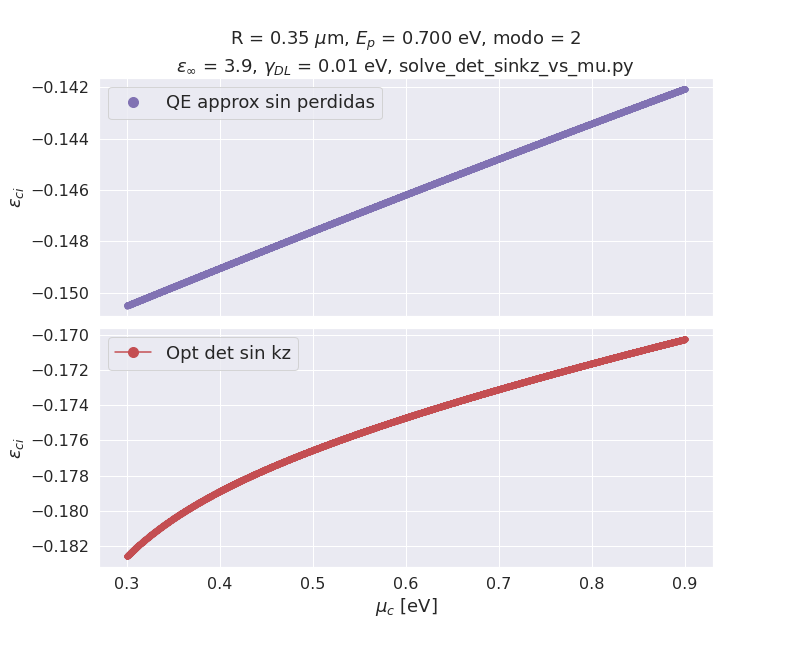 R = 0.35 μm, E_p = 0.700 eV, modo = 2
ε_∞ = 3.9, γ_DL = 0.01 eV, solve_det_sinkz_vs_mu.py
−0.142
QE approx sin perdidas
−0.144
−0.146
ε_ci
−0.148
−0.150
−0.170
Opt det sin kz
−0.172
−0.174
−0.176
ε_ci
−0.178
−0.180
−0.182
0.3 0.4 0.5 0.6 0.7 0.8 0.9
μ_c [eV]